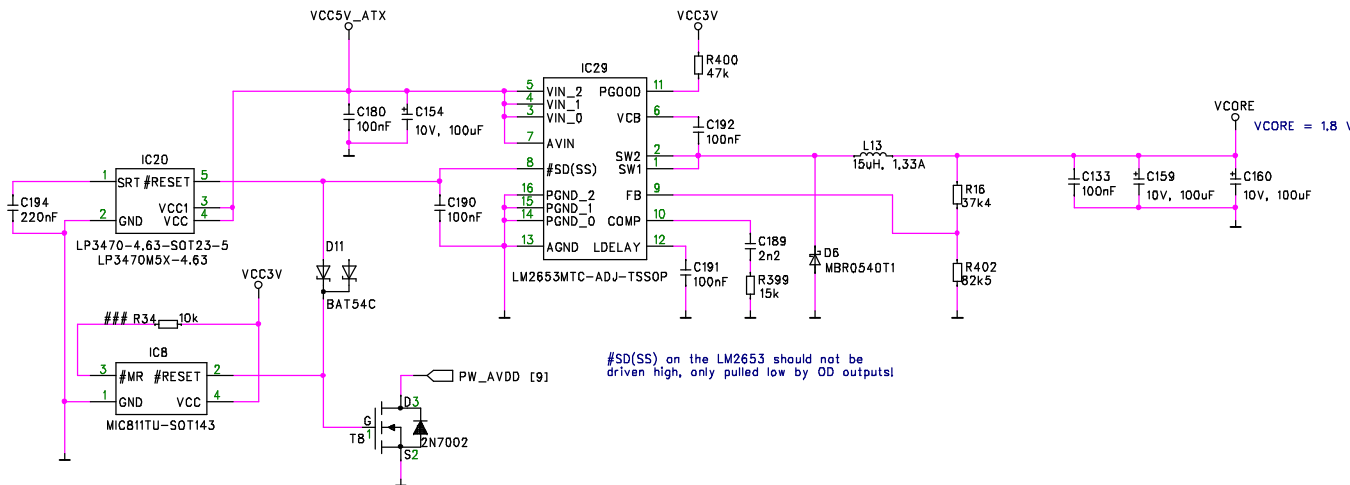 VCC5V_ATX
VCC3V
R400
47k
IC29
5 VIN_2 PGOOD 11
4 VIN_1
3 VIN_0 VCB 6
7 AVIN
SW2 2
8 #SD(SS) SW1 1
16 PGND_2 FB 9
15 PGND_1
14 PGND_0 COMP 10
13 AGND LDELAY 12
LM2653MTC-ADJ-TSSOP
C180
100nF
C154
10V, 100uF
C192
100nF
L13
15uH, 1.33A
VCORE
VCORE = 1.8 V
C133
100nF
C159
10V, 100uF
C160
10V, 100uF
R16
37k4
R402
82k5
D6
MBR0540T1
C189
2n2
R399
15k
C191
100nF
C190
100nF
IC20
1 SRT #RESET 5
VCC1 3
2 GND VCC 4
LP3470-4.63-SOT23-5
LP3470M5X-4.63
C194
220nF
D11
BAT54C
VCC3V
### R34 10k
IC8
3 #MR #RESET 2
1 GND VCC 4
MIC811TU-SOT143
#SD(SS) on the LM2653 should not be
driven high, only pulled low by OD outputs!
PW_AVDD [9]
D3
G
1
T8
2N7002
S2